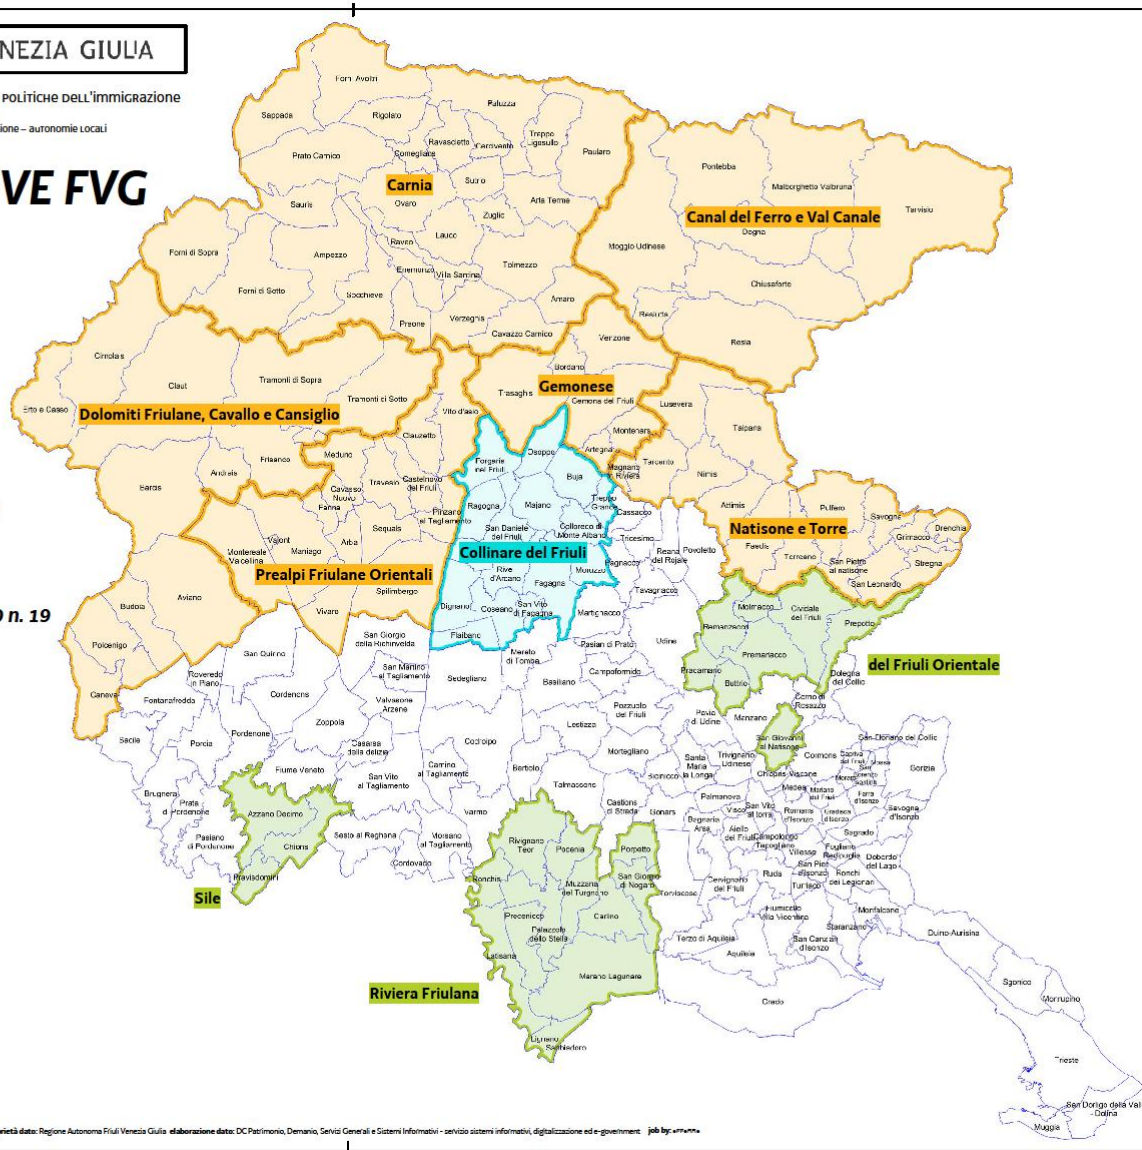 NEZIA GIULIA
POLITICHE DELL'immigrazione
ione – autonomie locali
VE FVG
n. 19
Forni Avoltri
Sappada
Rigolato
Paluzza
Prato Carnico
Comeglians
Ravascletto
Cercivento
Treppo
Ligosullo
Paularo
Carnia
Sutrio
Ovaro
Sauris
Zuglio
Arta Terme
Lauco
Raveo
Forni di Sopra
Ampezzo
Enemonzo
Villa Santina
Tolmezzo
Forni di Sotto
Socchieve
Amaro
Preone
Verzegnis
Cavazzo Carnico
Pontebba
Malborghetto Valbruna
Tarvisio
Canal del Ferro e Val Canale
Dogna
Moggio Udinese
Chiusaforte
Resiutta
Resia
Venzone
Bordano
Gemonese
Trasaghis
Gemona del Friuli
Montenars
Artegna
Cimolais
Claut
Tramonti di Sopra
Tramonti di Sotto
Erto e Casso
Dolomiti Friulane, Cavallo e Cansiglio
Vito d'asio
Clauzetto
Meduno
Frisanco
Andreis
Barcis
Travesio
Castelnovo
del Friuli
Cavasso
Nuovo
Fanna
Pinzano
al Tagliamento
Sequals
Arba
Vajont
Maniago
Montereale
Valcellina
Prealpi Friulane Orientali
Spilimbergo
Vivaro
Aviano
Budoia
Polcenigo
Caneva
Lusevera
Taipana
Tarcento
Magnano
in Riviera
Nimis
Attimis
Natisone e Torre
Pulfero
Savogna
Drenchia
Grimacco
Faedis
Torreano
San Pietro
al natisone
Stregna
San Leonardo
Forgaria
nel Friuli
Osoppo
Buja
Ragogna
Majano
Treppo
Grande
San Daniele
del Friuli
Colloredo di
Monte Albano
Collinare del Friuli
Rive
d'Arcano
Moruzzo
Fagagna
Dignano
Coseano
San Vito
di Fagagna
Flaibano
Cassacco
Tricesimo
Pagnacco
Reana
del Rojale
Povoletto
Tavagnacco
Martignacco
Udine
Pasian di Prato
Moimacco
Cividale
del Friuli
Prepotto
Remanzacco
Premariacco
Pradamano
Buttrio
del Friuli Orientale
Dolegna
del Collio
Corno di
Rosazzo
Manzano
San Giovanni
al Natisone
San Giorgio
della Richinvelda
San Quirino
Roveredo
in Piano
San Martino
al Tagliamento
Sedegliano
Mereto
di Tomba
Basiliano
Campoformido
Fontanafredda
Cordenons
Valvasone
Arzene
Zoppola
Pozzuolo
del Friuli
Pavia
di Udine
Lestizza
Sacile
Porcia
Pordenone
Casarsa
della delizia
Codroipo
Mortegliano
Fiume Veneto
San Vito
al Tagliamento
Camino
al Tagliamento
Bertiolo
Talmassons
Bicinicco
Santa
Maria
la Longa
Trivignano
Udinese
Chiopris Viscone
Cormons
Gorizia
Brugnera
Prata
di Pordenone
Pasiano
di Pordenone
Azzano Decimo
Chions
Pravisdomini
Sile
Sesto al Reghena
Cordovado
Morsano
al Tagliamento
Varmo
Castions
di Strada
Gonars
Palmanova
Visco
San Vito
al torre
Medea
Bagnaria
Arsa
Aiello
del Friuli
Campolongo
Tapogliano
Romans
d'Isonzo
Gradisca
d'Isonzo
Farra
d'Isonzo
Savogna
d'Isonzo
Sagrado
Villesse
Fogliano
Redipuglia
Doberdò
del Lago
Ronchi
dei Legionari
Ruda
Turriaco
Cervignano
del Friuli
Fiumicello
Villa Vicentina
Monfalcone
Staranzano
San Canzian
d'Isonzo
Terzo di Aquileia
Aquileia
Grado
Torviscosa
Rivignano
Teor
Pocenia
Porpetto
Ronchis
Muzzana
del Turgnano
San Giorgio
di Nogaro
Precenicco
Carlino
Palazzolo
dello Stella
Latisana
Marano Lagunare
Riviera Friulana
Lignano
Sabbiadoro
Duino-Aurisina
Sgonico
Monrupino
Trieste
San Dorligo della Val
- Dolina
Muggia
rietà dato: Regione Autonoma Friuli Venezia Giulia elaborazione dato: DC Patrimonio, Demanio, Servizi Generali e Sistemi Informativi - servizio sistemi informativi, digitalizzazione ed e-government job by: